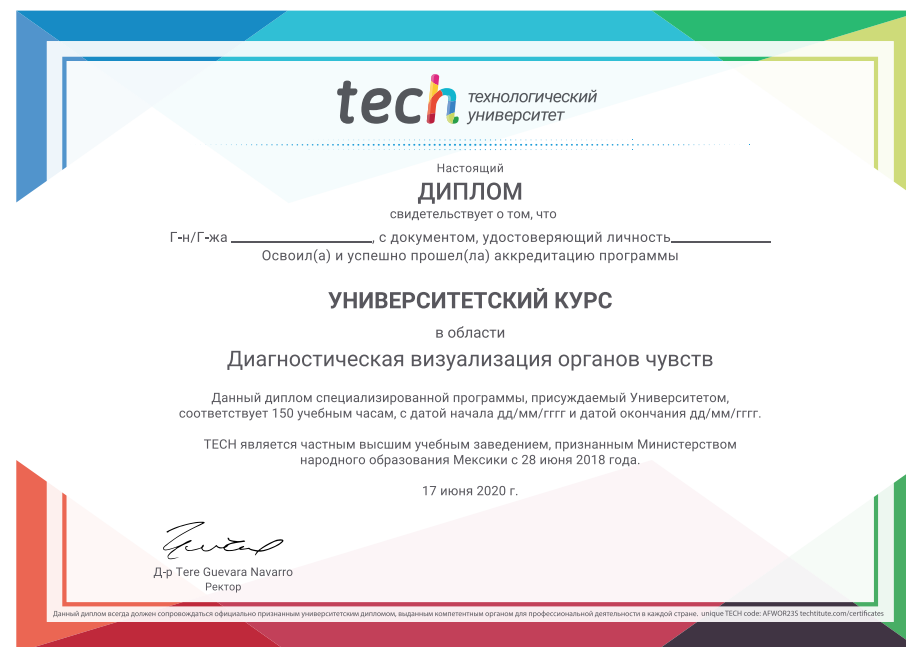 tech технологический
университет
Настоящий
ДИПЛОМ
свидетельствует о том, что
Г-н/Г-жа ____________________, с документом, удостоверяющий личность______________
Освоил(а) и успешно прошел(ла) аккредитацию программы
УНИВЕРСИТЕТСКИЙ КУРС
в области
Диагностическая визуализация органов чувств
Данный диплом специализированной программы, присуждаемый Университетом,
соответствует 150 учебным часам, с датой начала дд/мм/гггг и датой окончания дд/мм/гггг.
TECH является частным высшим учебным заведением, признанным Министерством
народного образования Мексики с 28 июня 2018 года.
17 июня 2020 г.
Д-р Tere Guevara Navarro
Ректор
Данный диплом всегда должен сопровождаться официально признанным университетским дипломом, выданным компетентным органом для профессиональной деятельности в каждой стране. unique TECH code: AFWOR23S techtitute.com/certificates